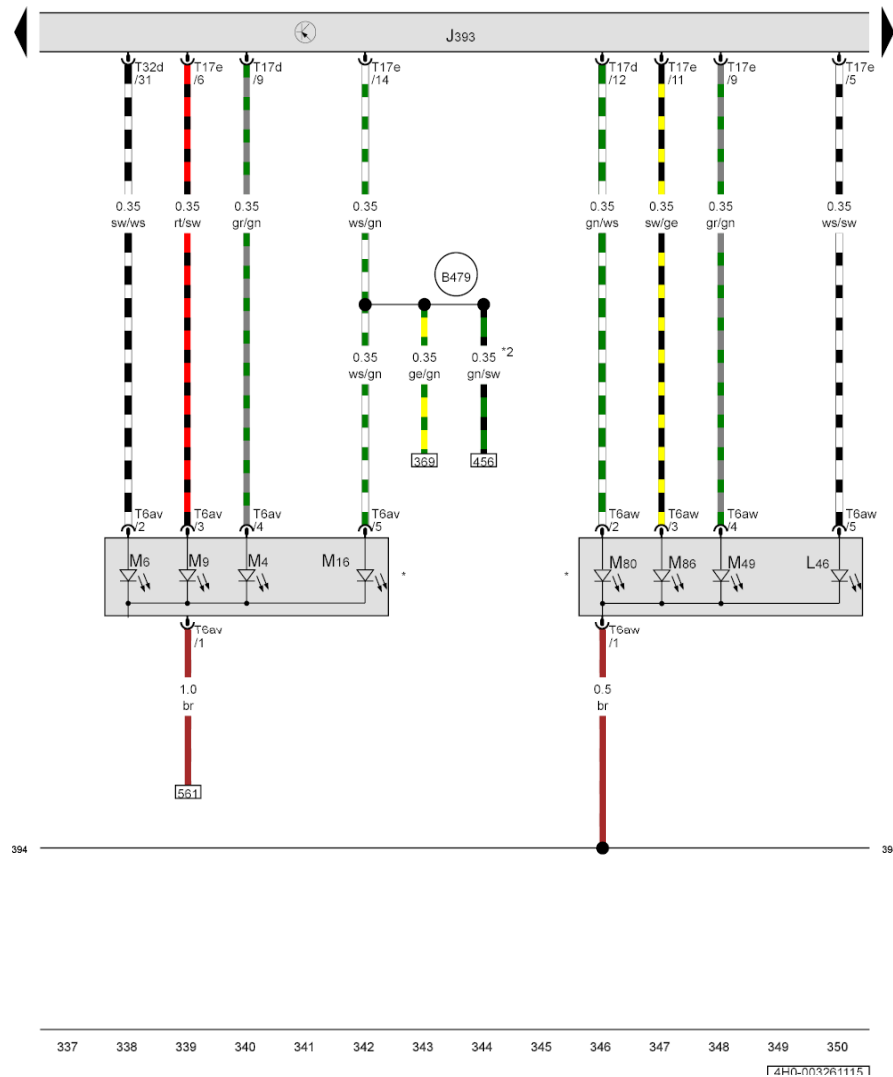 J393
T32d T17e T17d T17e T17d T17e T17e T17e
/31 /6 /9 /14 /12 /11 /9 /5
0.35 0.35 0.35 0.35 0.35 0.35 0.35 0.35
sw/ws rt/sw gr/gn ws/gn gn/ws sw/ge gr/gn ws/sw
B479
0.35 0.35 0.35 *2
ws/gn ge/gn gn/sw
369 456
T6av T6av T6av T6av T6aw T6aw T6aw T6aw
/2 /3 /4 /5 /2 /3 /4 /5
M6 M9 M4 M16 * * M80 M86 M49 L46
T6av T6aw
/1 /1
1.0 0.5
br br
561
394 39
337 338 339 340 341 342 343 344 345 346 347 348 349 350
4H0-003261115